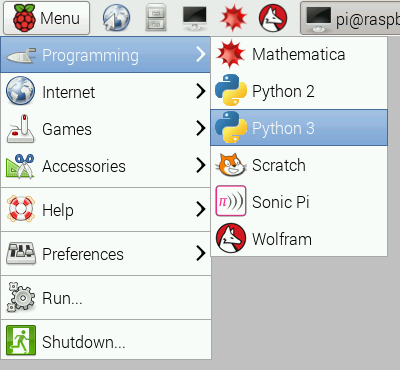 Menu
pi@raspb
Programming
Internet
Games
Accessories
Help
Preferences
Run...
Shutdown...
Mathematica
Python 2
Python 3
Scratch
π)))
Sonic Pi
Wolfram